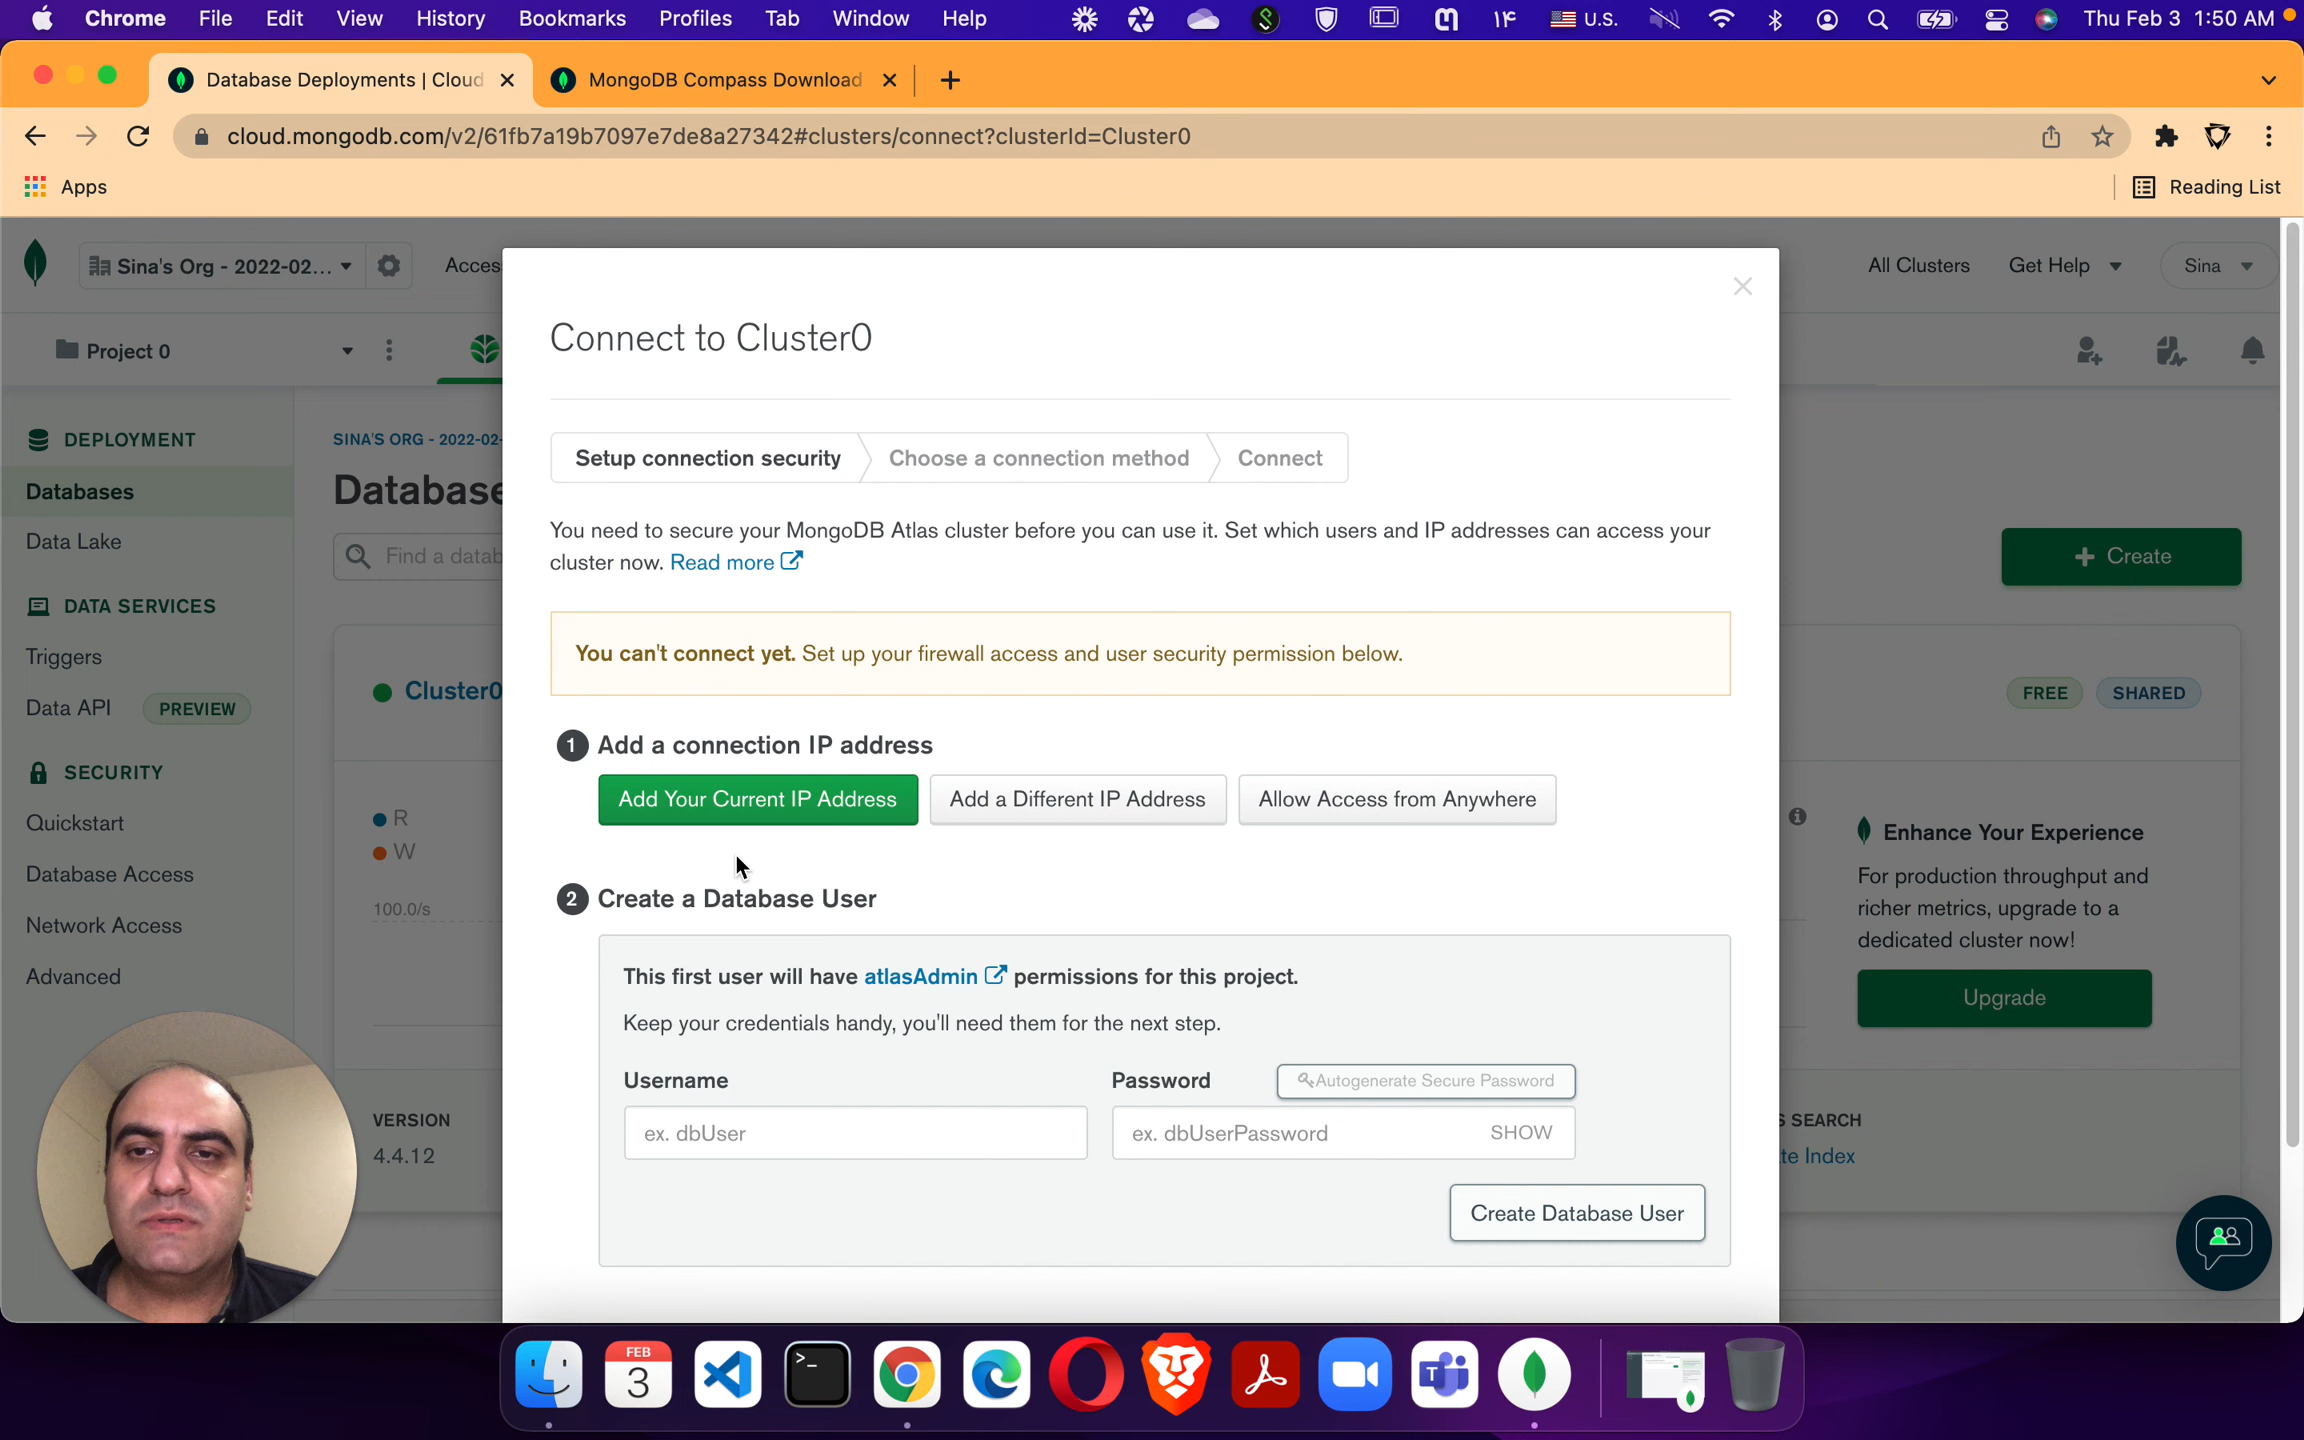 Chrome File Edit View History Bookmarks Profiles Tab Window Help U.S. Thu Feb 3 1:50 AM
Database Deployments | Cloud
MongoDB Compass Download
cloud.mongodb.com/v2/61fb7a19b7097e7de8a27342#clusters/connect?clusterId=Cluster0
Apps
Reading List
Sina's Org - 2022-02...
Acces
All Clusters
Get Help
Sina
Project 0
DEPLOYMENT
Databases
Data Lake
DATA SERVICES
Triggers
Data API PREVIEW
SECURITY
Quickstart
Database Access
Network Access
Advanced
SINA'S ORG - 2022-02-
Database
Find a datab
Cluster0
R
W
100.0/s
VERSION
4.4.12
Connect to Cluster0
Setup connection security
Choose a connection method
Connect
You need to secure your MongoDB Atlas cluster before you can use it. Set which users and IP addresses can access your
cluster now. Read more
You can't connect yet. Set up your firewall access and user security permission below.
1 Add a connection IP address
Add Your Current IP Address
Add a Different IP Address
Allow Access from Anywhere
2 Create a Database User
This first user will have atlasAdmin permissions for this project.
Keep your credentials handy, you'll need them for the next step.
Username
ex. dbUser
Password
Autogenerate Secure Password
ex. dbUserPassword
SHOW
Create Database User
+ Create
FREE
SHARED
Enhance Your Experience
For production throughput and
richer metrics, upgrade to a
dedicated cluster now!
Upgrade
S SEARCH
te Index
FEB
3